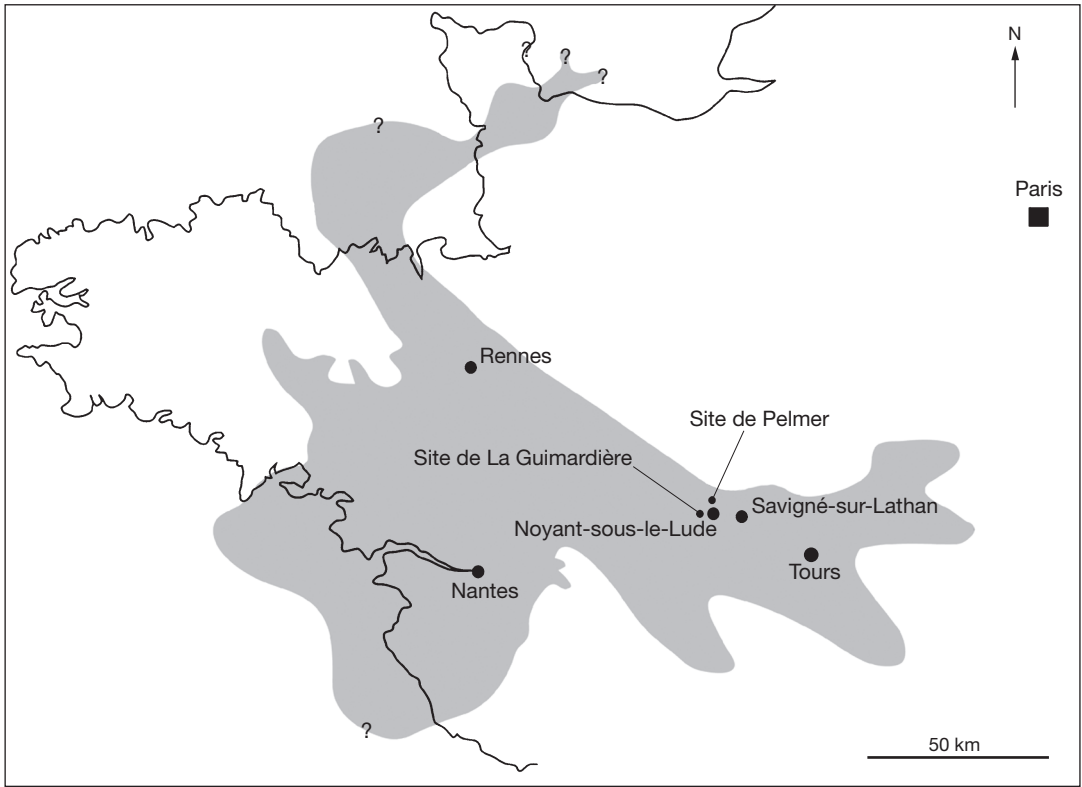 ?
?
?
N
?
Paris
Rennes
Site de Pelmer
Site de La Guimardière
Savigné-sur-Lathan
Noyant-sous-le-Lude
Tours
Nantes
?
50 km